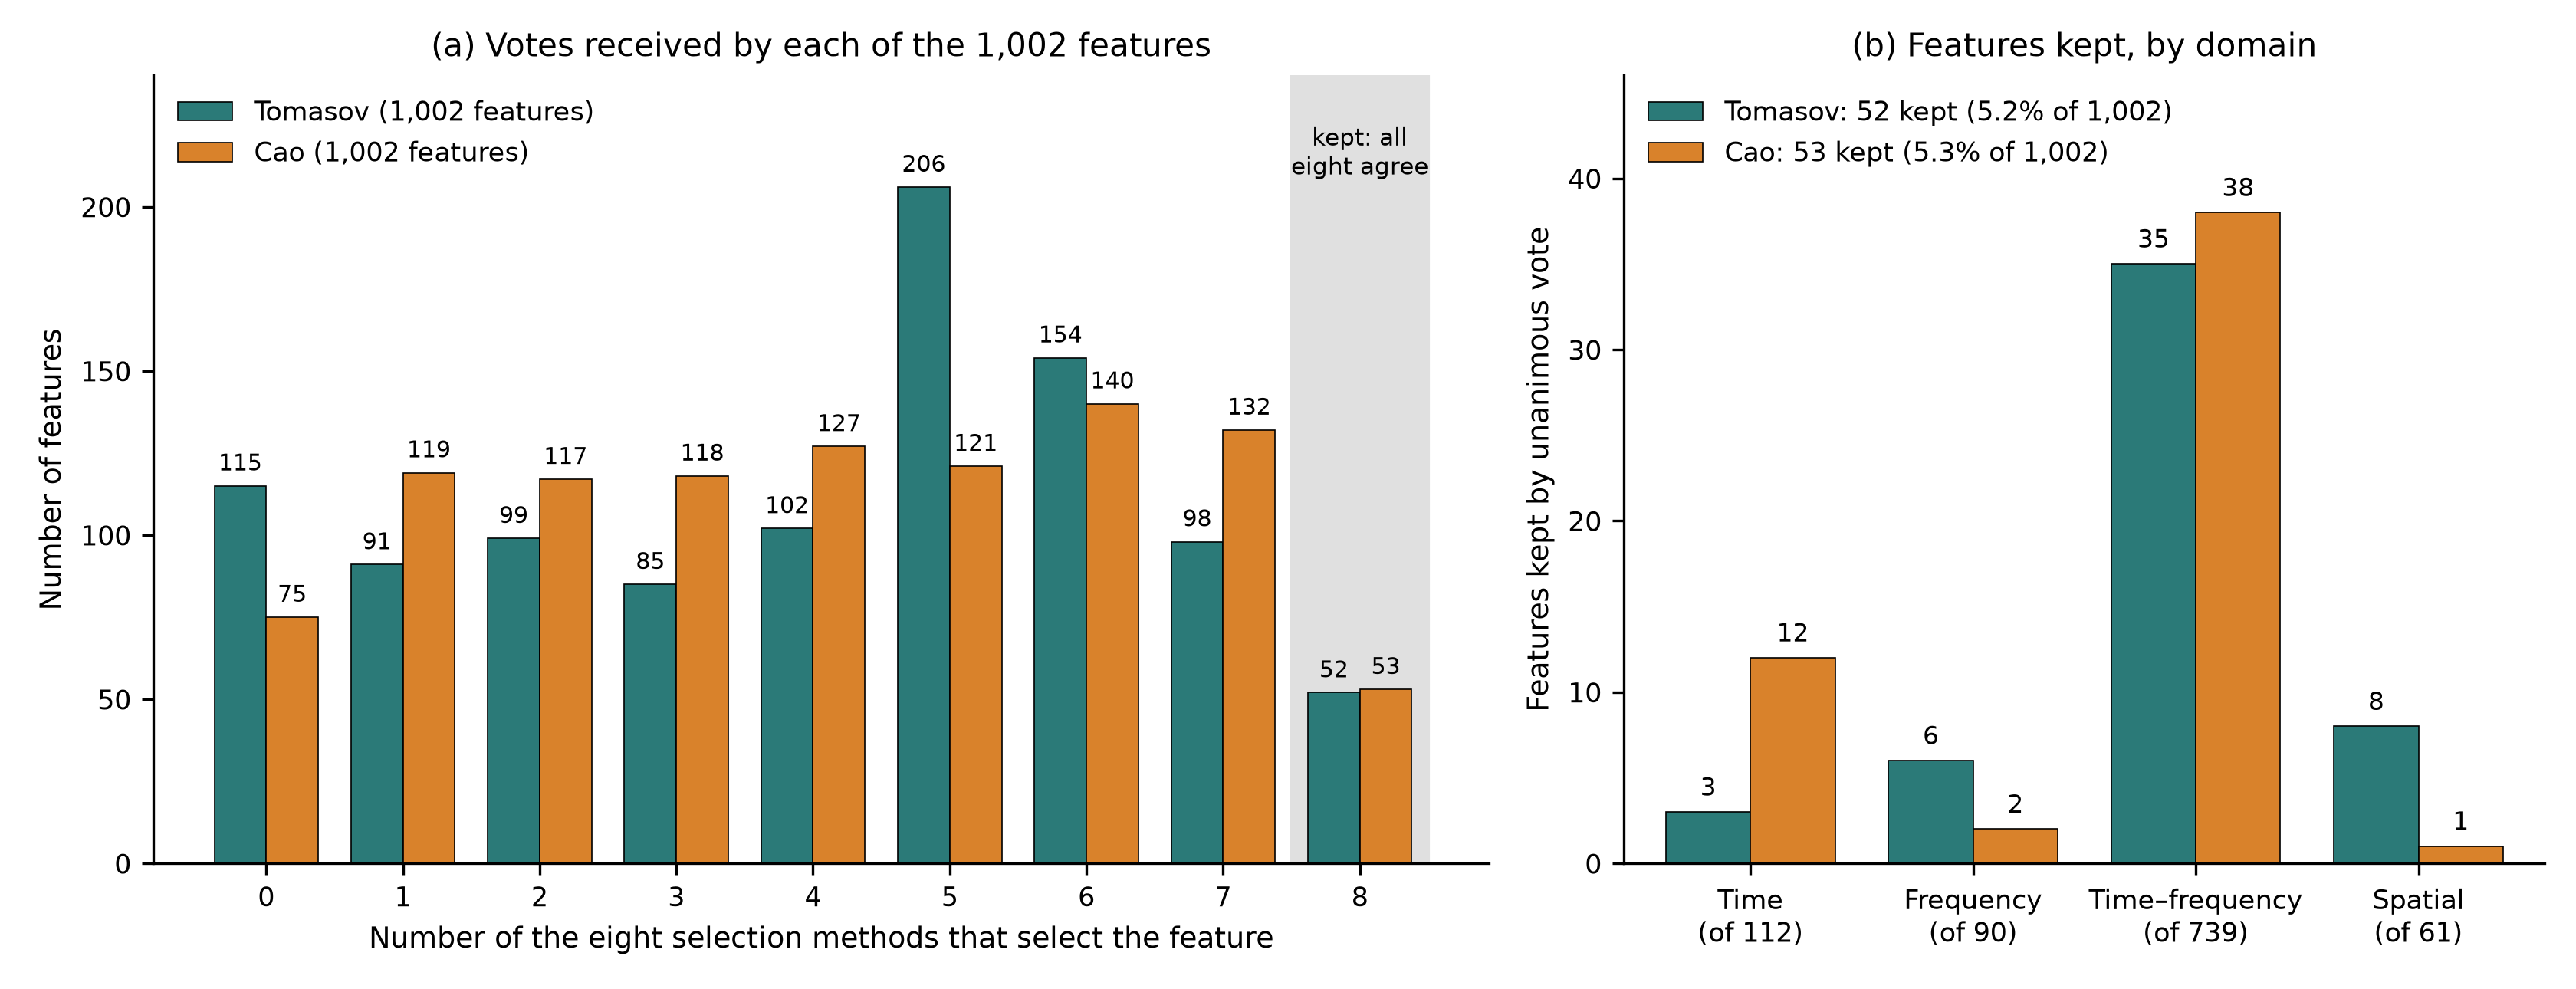 (a) Votes received by each of the 1,002 features
Tomasov (1,002 features)
Cao (1,002 features)
kept: all
eight agree
Number of features
0
50
100
150
200
115
75
91
119
99
117
85
118
102
127
206
121
154
140
98
132
52
53
0
1
2
3
4
5
6
7
8
Number of the eight selection methods that select the feature
(b) Features kept, by domain
Tomasov: 52 kept (5.2% of 1,002)
Cao: 53 kept (5.3% of 1,002)
Features kept by unanimous vote
0
10
20
30
40
3
12
6
2
35
38
8
1
Time
(of 112)
Frequency
(of 90)
Time–frequency
(of 739)
Spatial
(of 61)